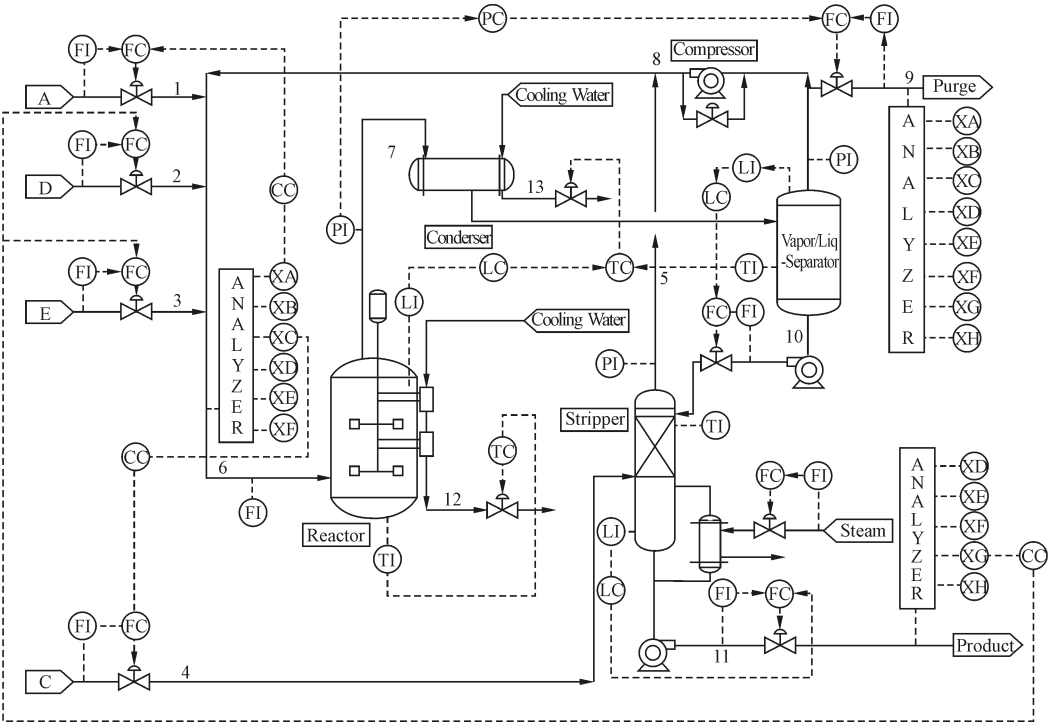 PC
FC
FI
FI
FC
8
Compressor
A
1
9
Purge
Cooling Water
FI
FC
A
N
A
L
Y
Z
E
R
XA
XB
XC
XD
XE
XF
XG
XH
D
2
CC
7
13
LI
PI
LC
PI
Condenser
Vapor/Liq
-Separator
FI
FC
E
3
A
N
A
L
Y
Z
E
R
XA
XB
XC
XD
XE
XF
LC
TC
TI
5
LI
Cooling Water
FC
FI
10
PI
Stripper
TI
CC
6
FI
TC
12
Reactor
TI
FC
FI
Steam
A
N
A
L
Y
Z
E
R
XD
XE
XF
XG
XH
CC
LI
LC
FI
FC
FI
FC
11
Product
C
4